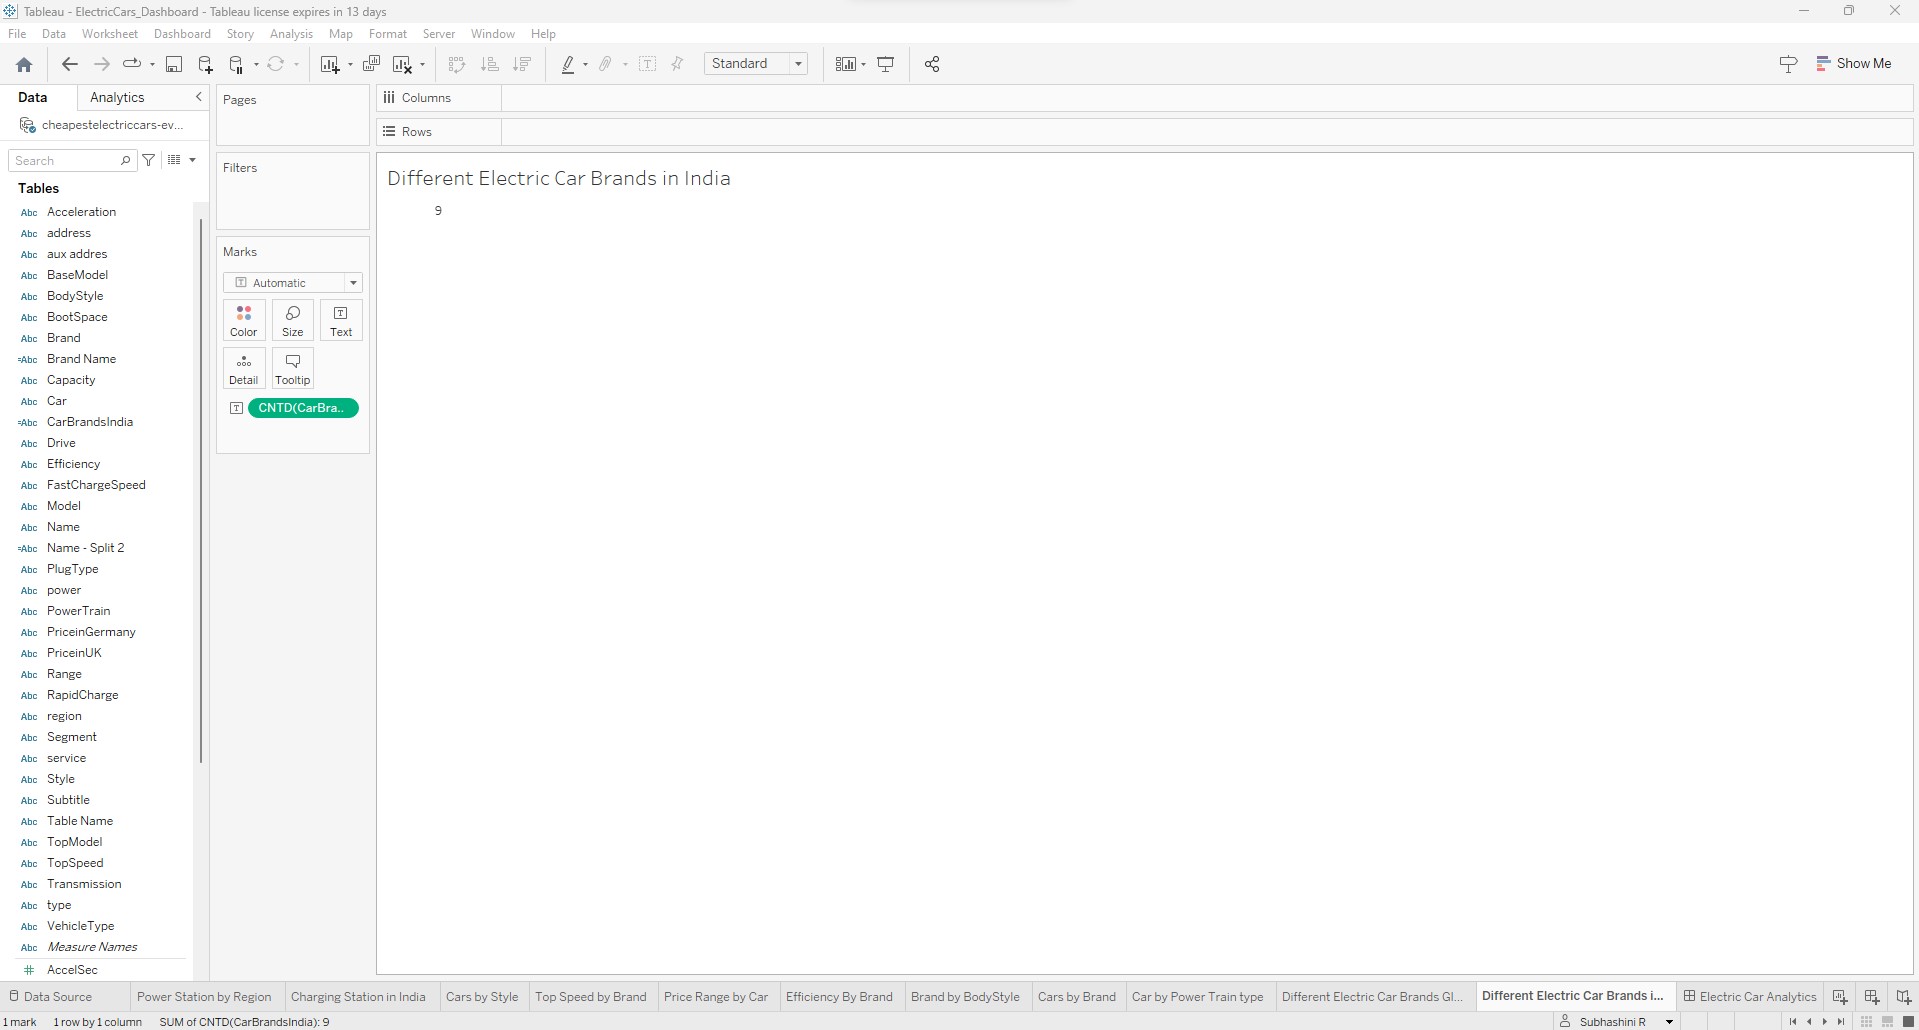 Tableau - ElectricCars_Dashboard - Tableau license expires in 13 days
File Data Worksheet Dashboard Story Analysis Map Format Server Window Help
Standard
Show Me
Data Analytics
cheapestelectriccars-ev...
Search
Tables
Abc Acceleration
Abc address
Abc aux addres
Abc BaseModel
Abc BodyStyle
Abc BootSpace
Abc Brand
=Abc Brand Name
Abc Capacity
Abc Car
=Abc CarBrandsIndia
Abc Drive
Abc Efficiency
Abc FastChargeSpeed
Abc Model
Abc Name
=Abc Name - Split 2
Abc PlugType
Abc power
Abc PowerTrain
Abc PriceinGermany
Abc PriceinUK
Abc Range
Abc RapidCharge
Abc region
Abc Segment
Abc service
Abc Style
Abc Subtitle
Abc Table Name
Abc TopModel
Abc TopSpeed
Abc Transmission
Abc type
Abc VehicleType
Abc Measure Names
# AccelSec
Pages
Filters
Marks
T Automatic
Color Size T Text
Detail Tooltip
T CNTD(CarBra..
Columns
Rows
Different Electric Car Brands in India
9
Data Source Power Station by Region Charging Station in India Cars by Style Top Speed by Brand Price Range by Car Efficiency By Brand Brand by BodyStyle Cars by Brand Car by Power Train type Different Electric Car Brands Gl... Different Electric Car Brands i... Electric Car Analytics
1 mark 1 row by 1 column SUM of CNTD(CarBrandsIndia): 9 Subhashini R